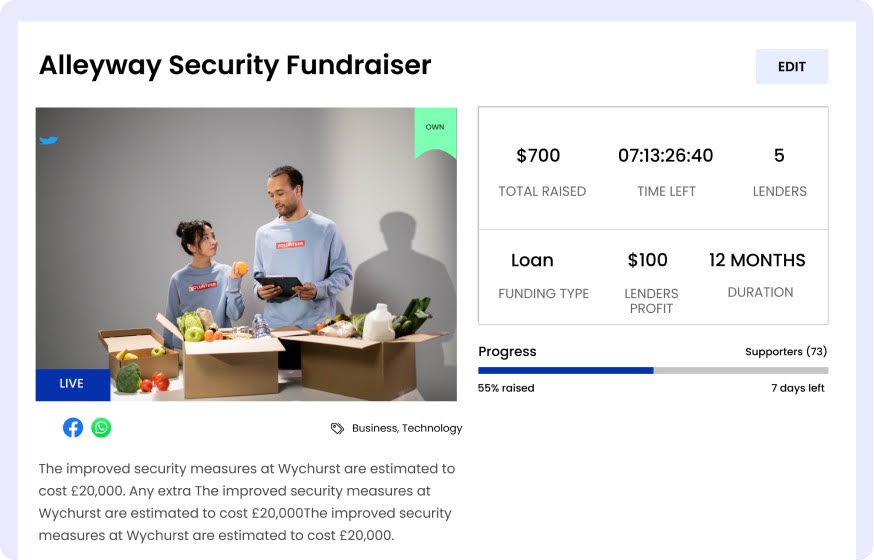 Alleyway Security Fundraiser
EDIT
OWN
VOLUNTEER
VOLUNTEER
LIVE
Business, Technology
The improved security measures at Wychurst are estimated to
cost £20,000. Any extra The improved security measures at
Wychurst are estimated to cost £20,000The improved security
measures at Wychurst are estimated to cost £20,000.
$700
07:13:26:40
5
TOTAL RAISED
TIME LEFT
LENDERS
Loan
$100
12 MONTHS
FUNDING TYPE
LENDERS
PROFIT
DURATION
Progress
Supporters (73)
55% raised
7 days left